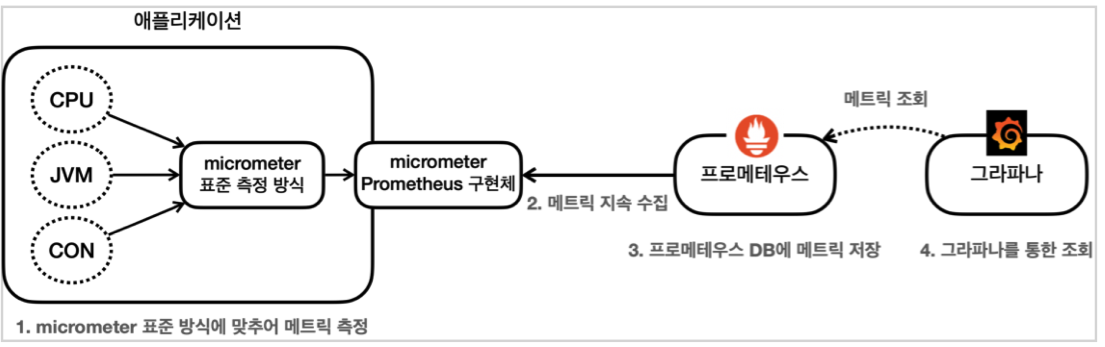 애플리케이션
CPU
JVM
CON
micrometer
표준 측정 방식
micrometer
Prometheus 구현체
2. 메트릭 지속 수집
프로메테우스
메트릭 조회
그라파나
3. 프로메테우스 DB에 메트릭 저장
4. 그라파나를 통한 조회
1. micrometer 표준 방식에 맞추어 메트릭 측정